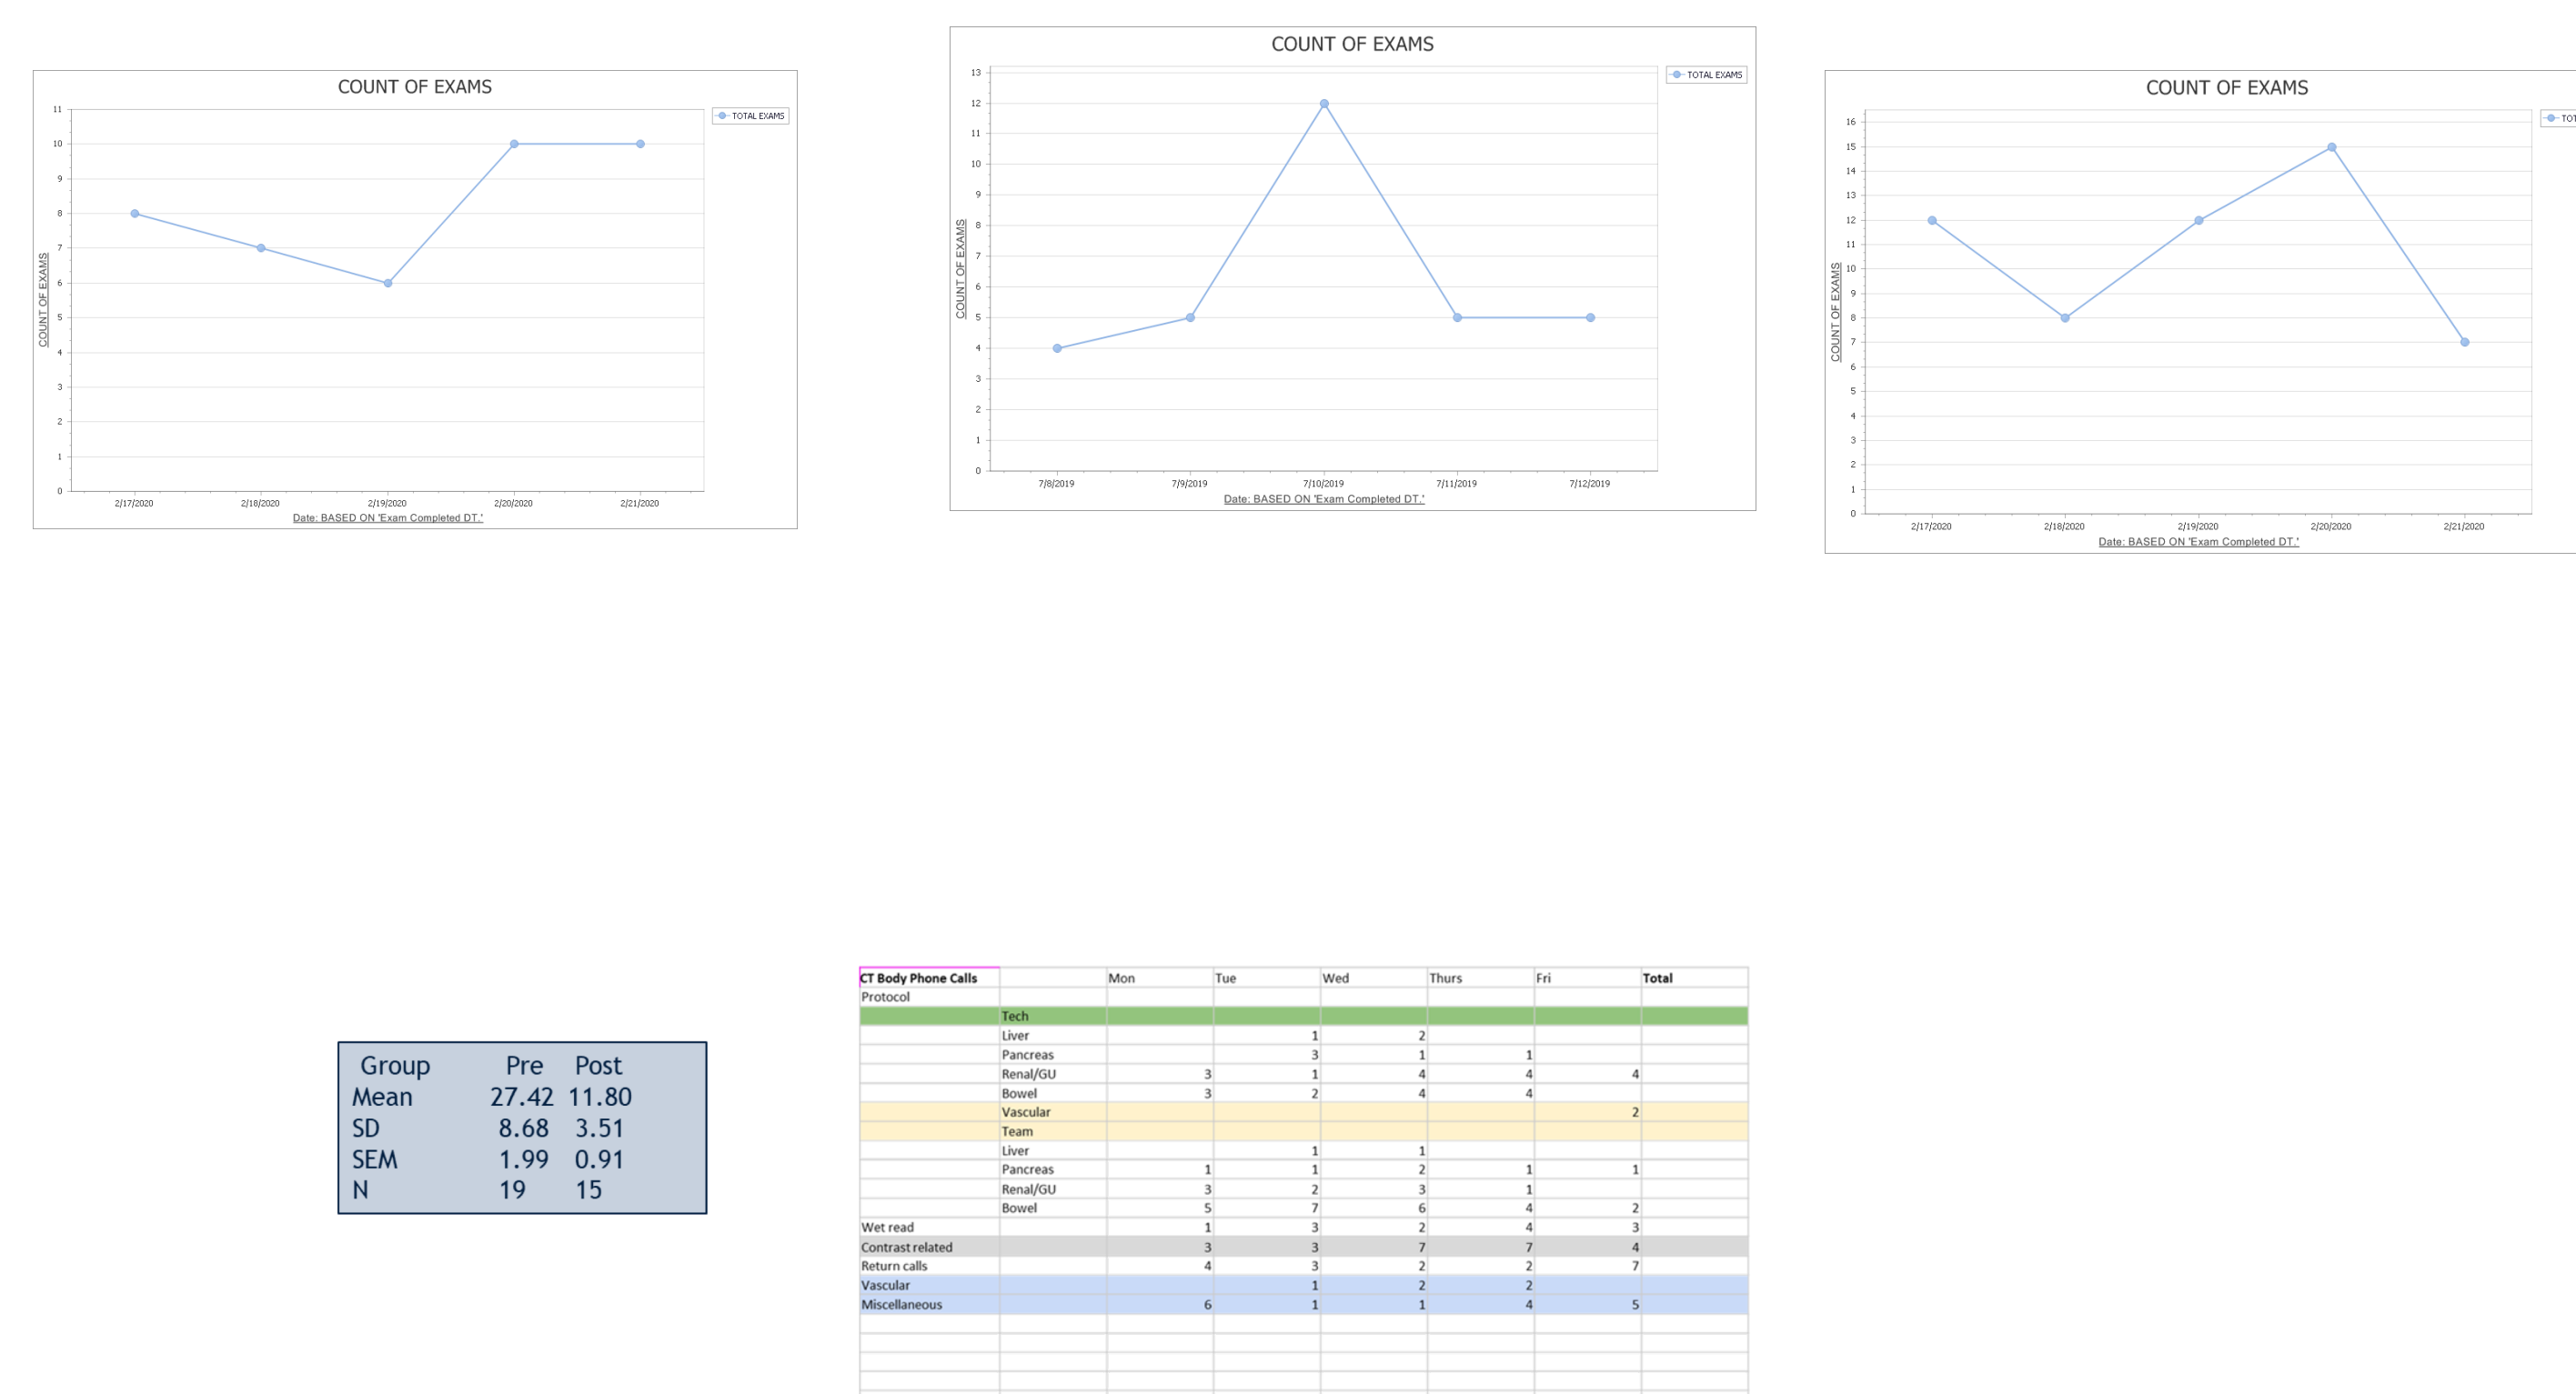 COUNT OF EXAMS
TOTAL EXAMS
11
10
9
8
7
6
5
4
3
2
1
0
COUNT OF EXAMS
2/17/2020 2/18/2020 2/19/2020 2/20/2020 2/21/2020
Date: BASED ON 'Exam Completed DT.'
COUNT OF EXAMS
TOTAL EXAMS
13
12
11
10
9
8
7
6
5
4
3
2
1
0
COUNT OF EXAMS
7/8/2019 7/9/2019 7/10/2019 7/11/2019 7/12/2019
Date: BASED ON 'Exam Completed DT.'
COUNT OF EXAMS
TOT
16
15
14
13
12
11
10
9
8
7
6
5
4
3
2
1
0
COUNT OF EXAMS
2/17/2020 2/18/2020 2/19/2020 2/20/2020 2/21/2020
Date: BASED ON 'Exam Completed DT.'
Group Pre Post
Mean 27.42 11.80
SD 8.68 3.51
SEM 1.99 0.91
N 19 15
CT Body Phone Calls Mon Tue Wed Thurs Fri Total
Protocol
Tech
Liver 1 2
Pancreas 3 1 1
Renal/GU 3 1 4 4 4
Bowel 3 2 4 4
Vascular 2
Team
Liver 1 1
Pancreas 1 1 2 1 1
Renal/GU 3 2 3 1
Bowel 5 7 6 4 2
Wet read 1 3 2 4 3
Contrast related 3 3 7 7 4
Return calls 4 3 2 2 7
Vascular 1 2 2
Miscellaneous 6 1 1 4 5